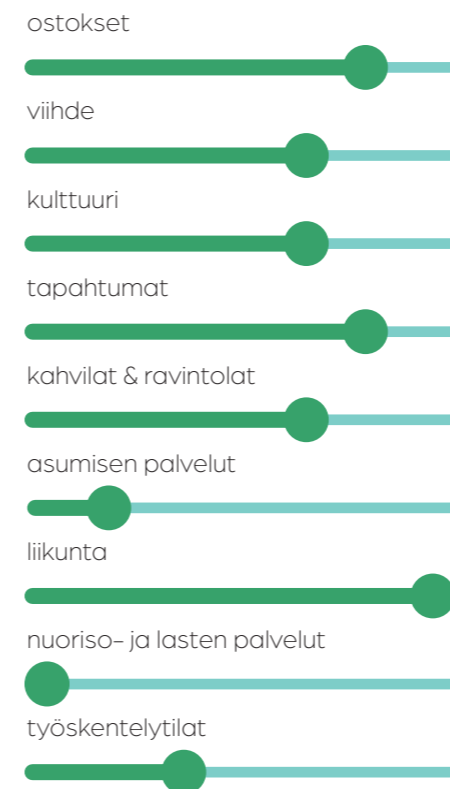 ostokset
viihde
kulttuuri
tapahtumat
kahvilat & ravintolat
asumisen palvelut
liikunta
nuoriso- ja lasten palvelut
työskentelytilat